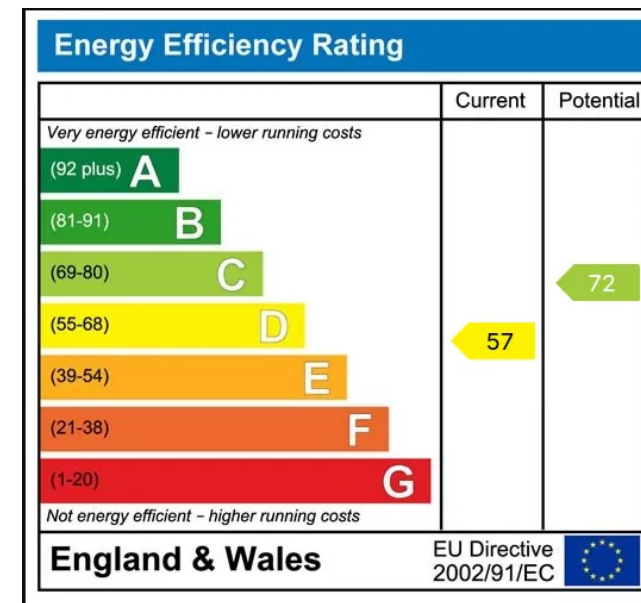 Energy Efficiency Rating
Current Potential
Very energy efficient – lower running costs
(92 plus) A
(81-91) B
(69-80) C
72
(55-68) D
57
(39-54) E
(21-38) F
(1-20) G
Not energy efficient – higher running costs
England & Wales
EU Directive
2002/91/EC